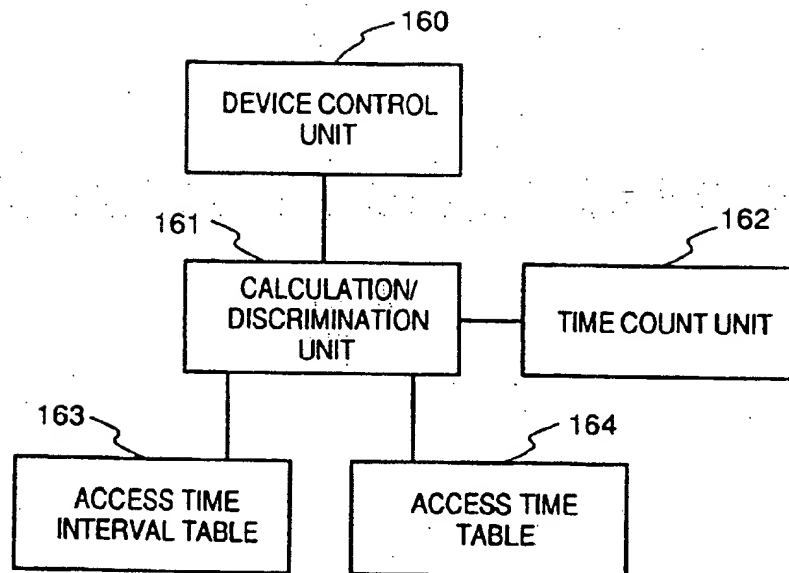 160
DEVICE CONTROL
UNIT
161
162
CALCULATION/
DISCRIMINATION
UNIT
TIME COUNT UNIT
163
164
ACCESS TIME
INTERVAL TABLE
ACCESS TIME
TABLE